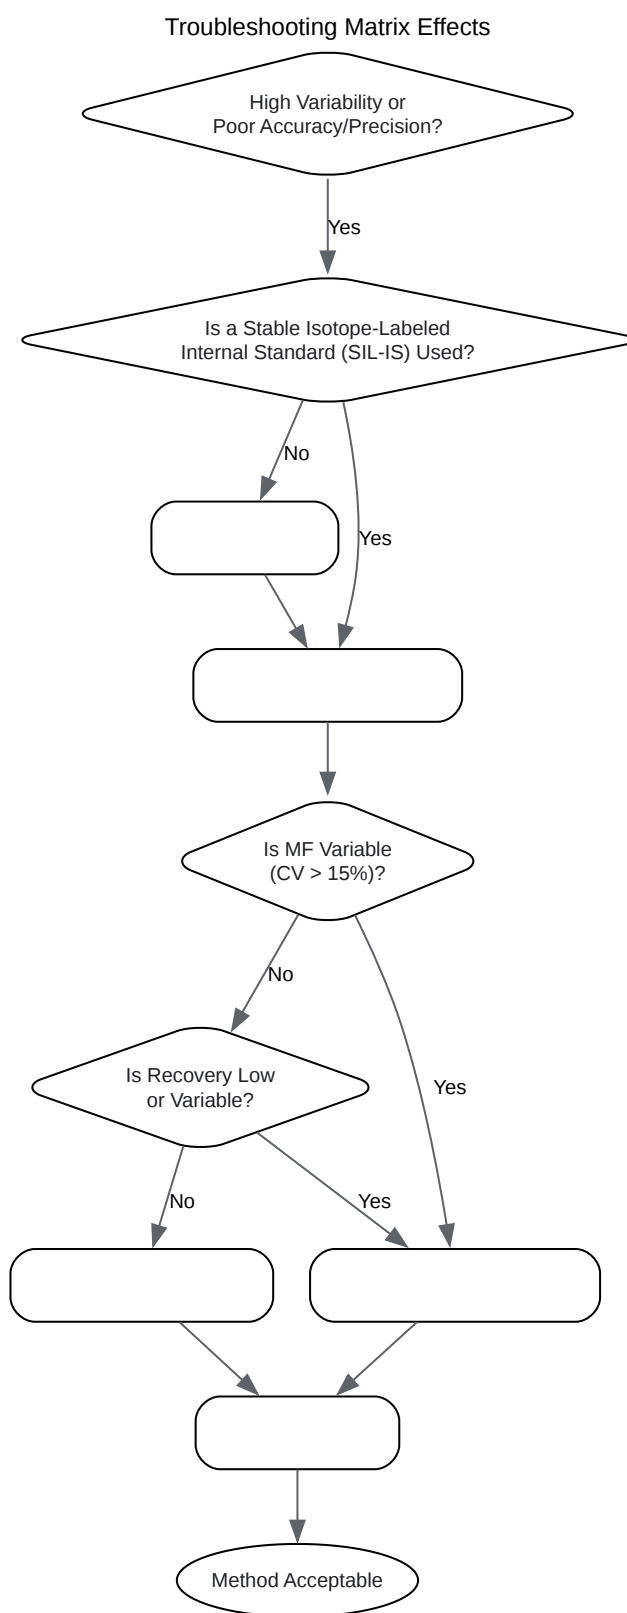 Troubleshooting Matrix Effects
High Variability or
Poor Accuracy/Precision?
Yes
Is a Stable Isotope-Labeled
Internal Standard (SIL-IS) Used?
No
Yes
Is MF Variable
(CV > 15%)?
No
Is Recovery Low
or Variable?
Yes
No
Yes
Method Acceptable